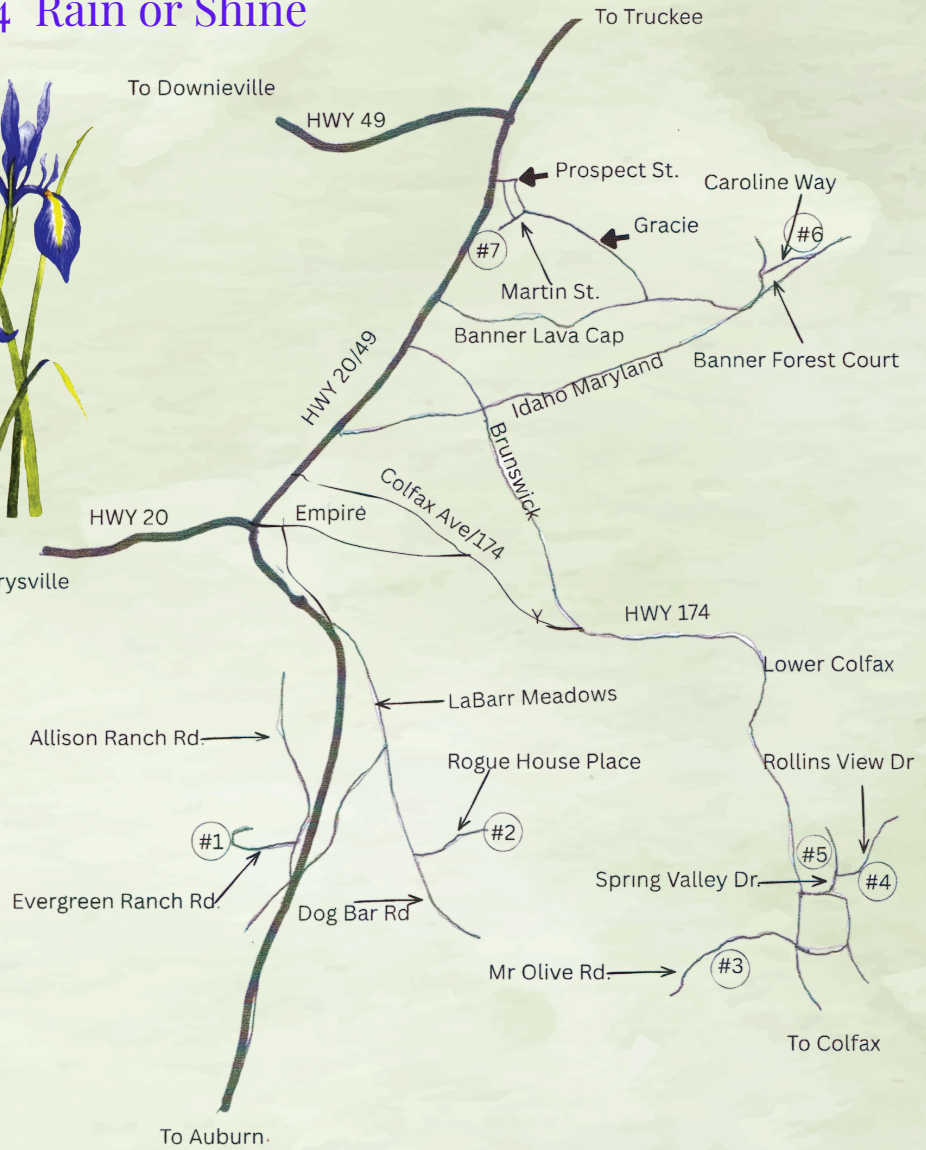 4 Rain or Shine
To Truckee
To Downieville
HWY 49
Prospect St.
Caroline Way
Gracie
#6
#7
Martin St.
Banner Lava Cap
Banner Forest Court
HWY 20/49
Idaho Maryland
Brunswick
Colfax Ave/174
HWY 20
Empire
rysville
Y
HWY 174
Lower Colfax
LaBarr Meadows
Allison Ranch Rd.
Rogue House Place
Rollins View Dr
#1
#2
#5
Spring Valley Dr.
#4
Evergreen Ranch Rd.
Dog Bar Rd
Mr Olive Rd.
#3
To Colfax
To Auburn.